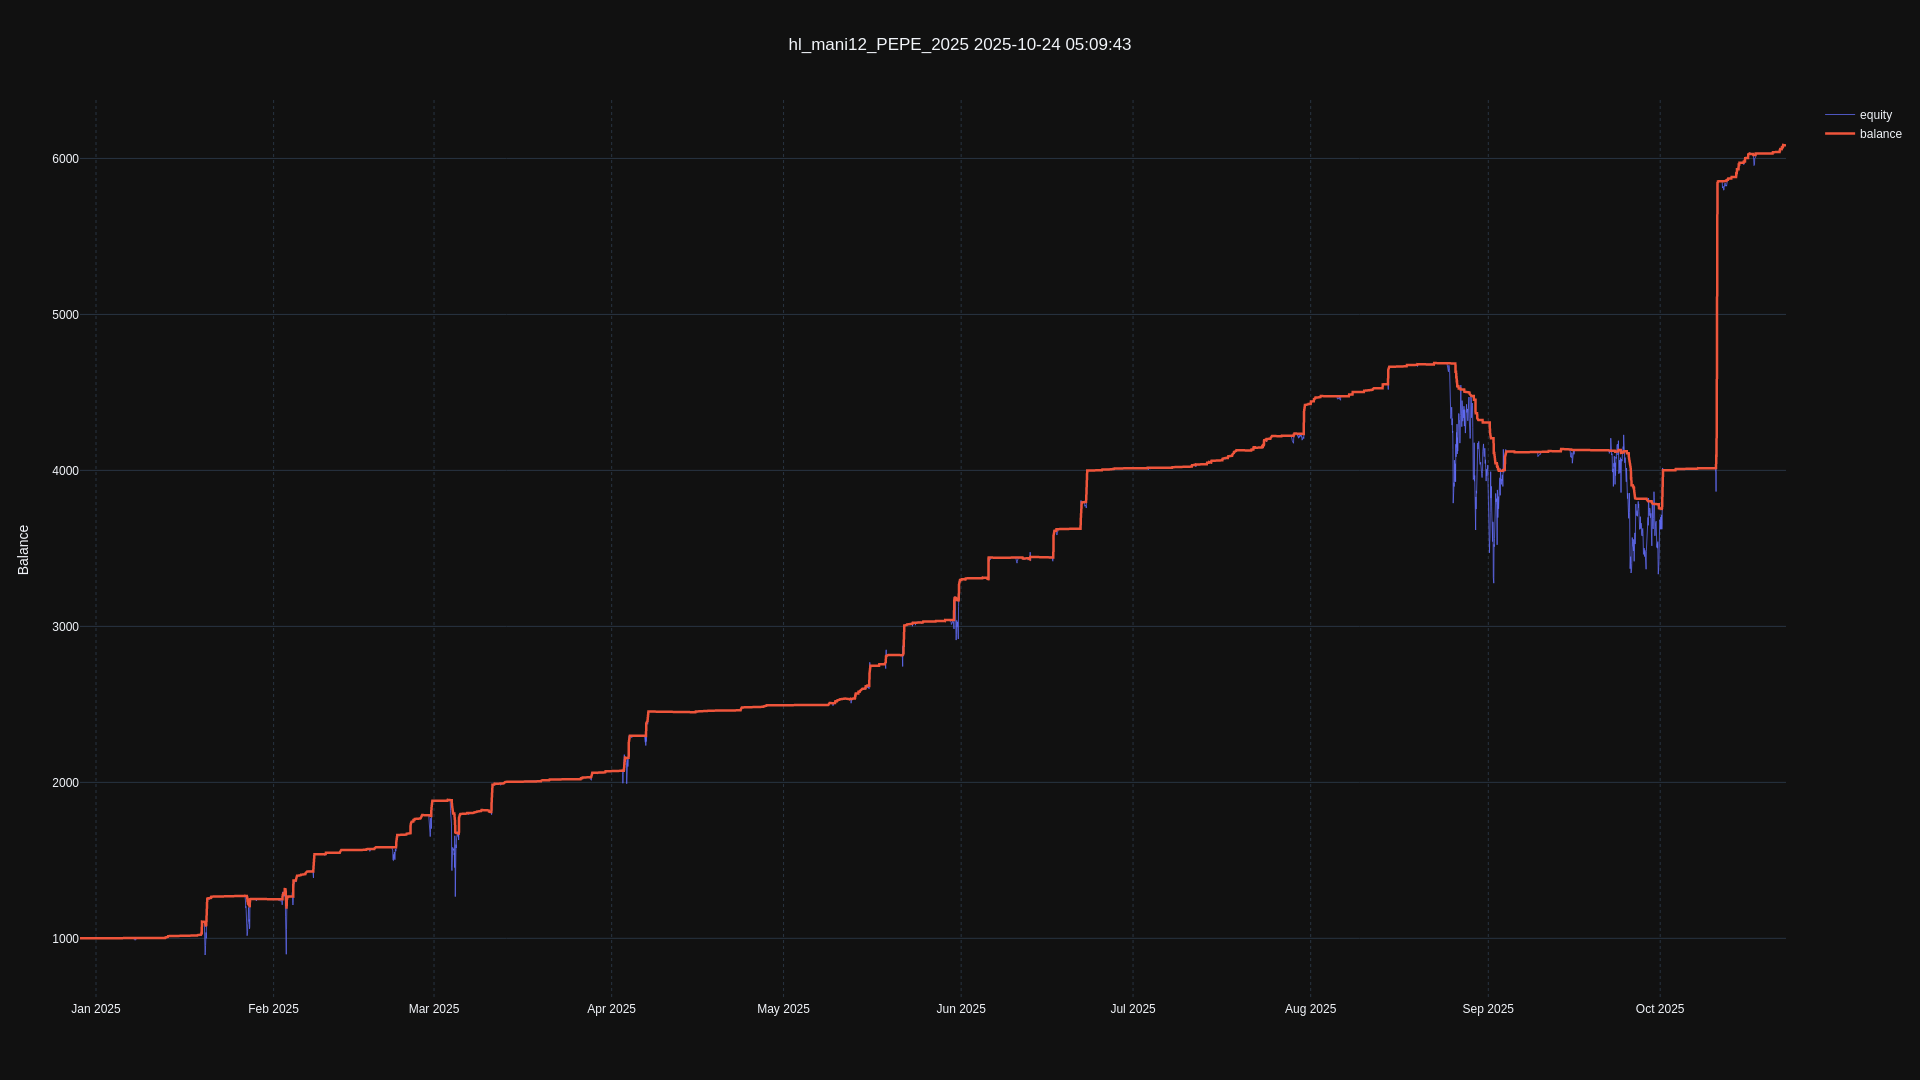 hl_mani12_PEPE_2025 2025-10-24 05:09:43
equity
balance
6000
5000
4000
3000
2000
1000
Balance
Jan 2025
Feb 2025
Mar 2025
Apr 2025
May 2025
Jun 2025
Jul 2025
Aug 2025
Sep 2025
Oct 2025